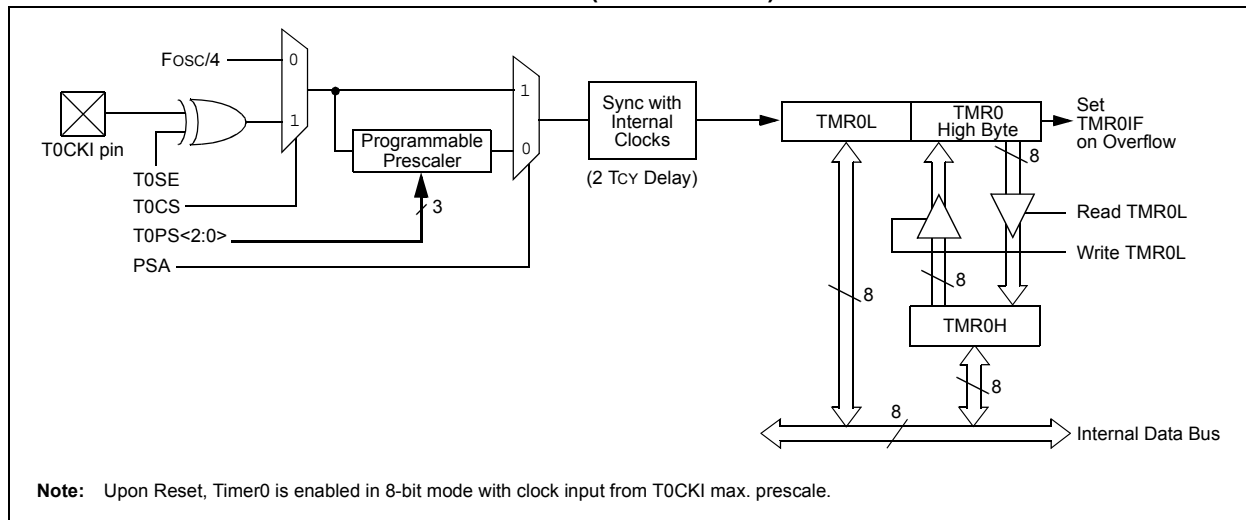 FOSC/4
0
1
T0CKI pin
T0SE
T0CS
T0PS<2:0>
PSA
Programmable
Prescaler
3
1
0
Sync with
Internal
Clocks
(2 TCY Delay)
TMR0L
TMR0
High Byte
Set
TMR0IF
on Overflow
8
Read TMR0L
Write TMR0L
8
8
TMR0H
8
8
Internal Data Bus
Note: Upon Reset, Timer0 is enabled in 8-bit mode with clock input from T0CKI max. prescale.